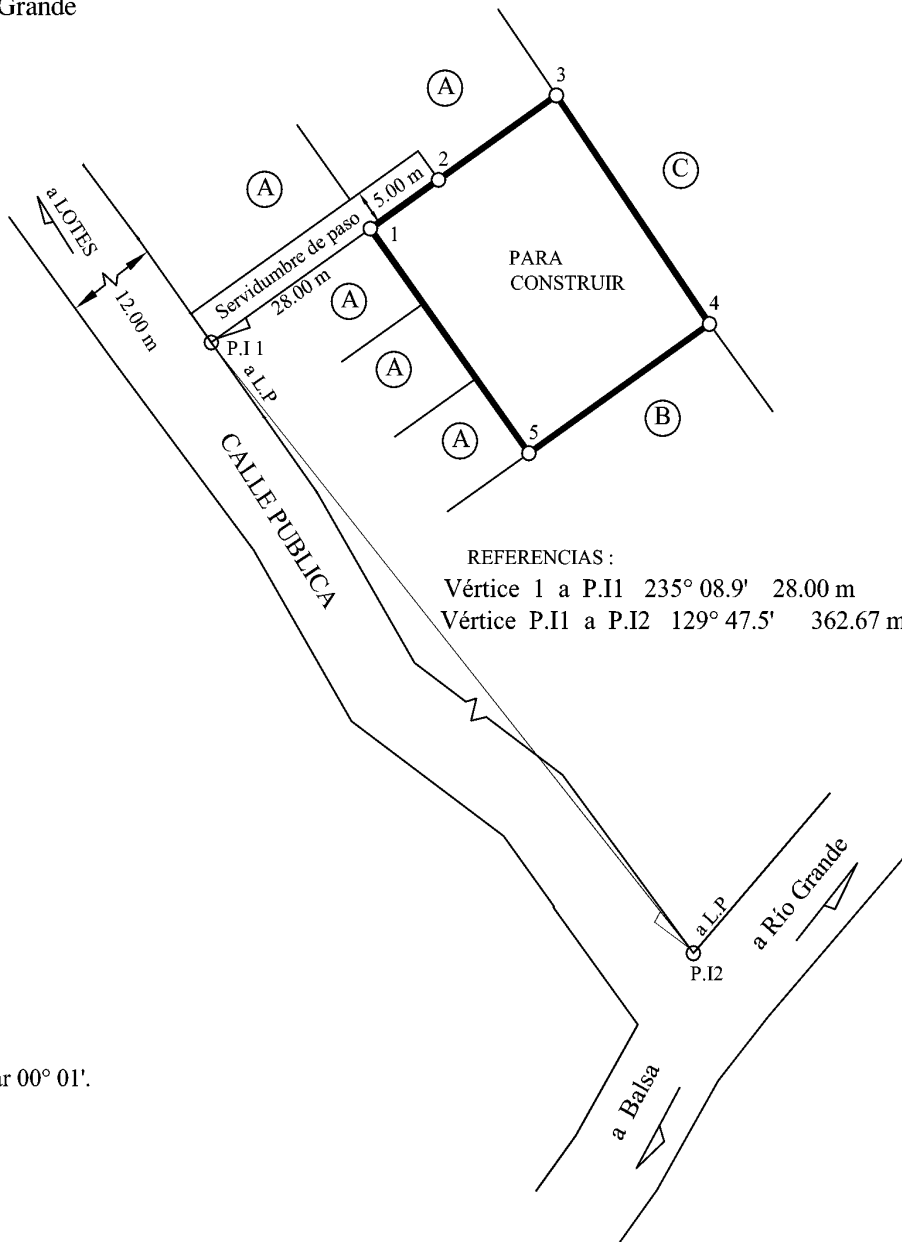 Grande
3
A
2
C
A
5.00 m
a LOTES
1
Servidumbre de paso
PARA
CONSTRUIR
28.00 m
A
12.00 m
4
P.I 1
A
a L.P
B
5
A
CALLE PUBLICA
REFERENCIAS :
Vértice 1 a P.I1 235° 08.9' 28.00 m
Vértice P.I1 a P.I2 129° 47.5' 362.67 m
a Río Grande
a L.P
P.I2
ar 00° 01'.
a Balsa